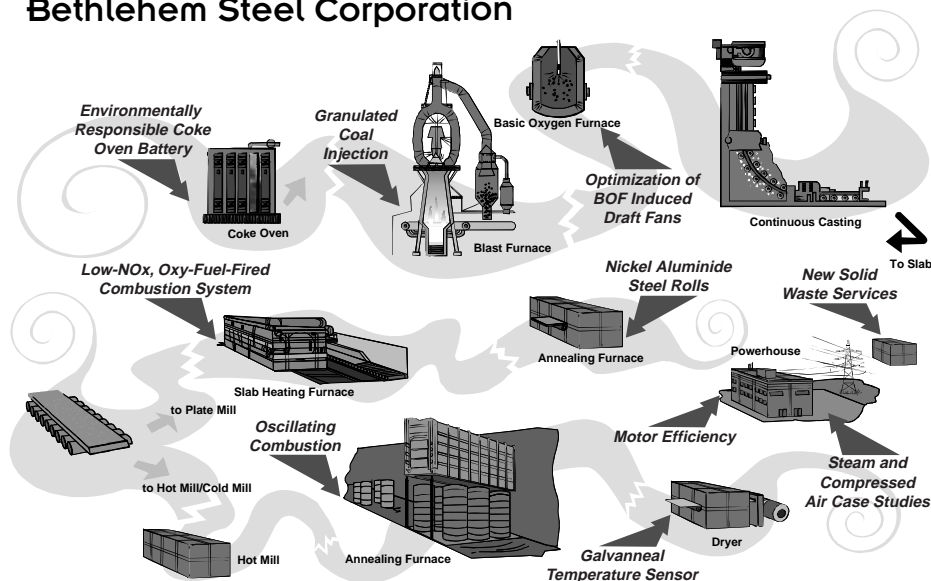 Bethlehem Steel Corporation
Environmentally
Responsible Coke
Oven Battery
Coke Oven
Granulated
Coal
Injection
Blast Furnace
Basic Oxygen Furnace
Optimization of
BOF Induced
Draft Fans
Continuous Casting
To Slab
Low-NOx, Oxy-Fuel-Fired
Combustion System
Slab Heating Furnace
Nickel Aluminide
Steel Rolls
Annealing Furnace
New Solid
Waste Services
Powerhouse
Motor Efficiency
Steam and
Compressed
Air Case Studies
to Plate Mill
to Hot Mill/Cold Mill
Hot Mill
Oscillating
Combustion
Annealing Furnace
Dryer
Galvanneal
Temperature Sensor